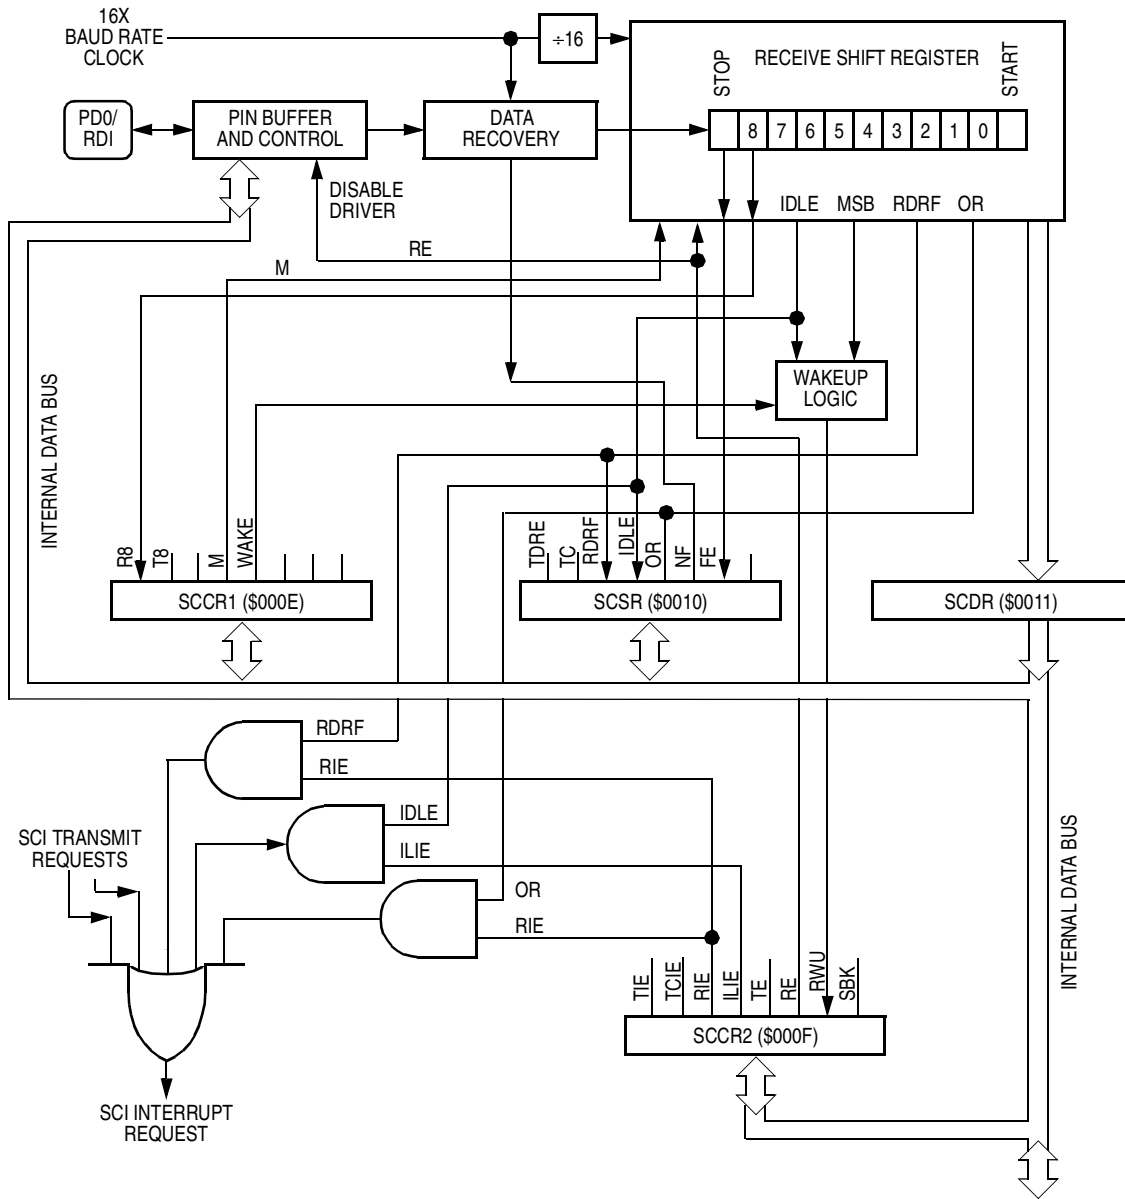 16X
BAUD RATE
CLOCK
÷16
RECEIVE SHIFT REGISTER
STOP
START
PD0/
RDI
PIN BUFFER
AND CONTROL
DATA
RECOVERY
8 7 6 5 4 3 2 1 0
DISABLE
DRIVER
IDLE MSB RDRF OR
RE
M
WAKEUP
LOGIC
INTERNAL DATA BUS
R8
T8
M
WAKE
TDRE
TC
RDRF
IDLE
OR
NF
FE
SCCR1 ($000E)
SCSR ($0010)
SCDR ($0011)
RDRF
RIE
IDLE
ILIE
SCI TRANSMIT
REQUESTS
OR
RIE
INTERNAL DATA BUS
TIE
TCIE
RIE
ILIE
TE
RE
RWU
SBK
SCCR2 ($000F)
SCI INTERRUPT
REQUEST